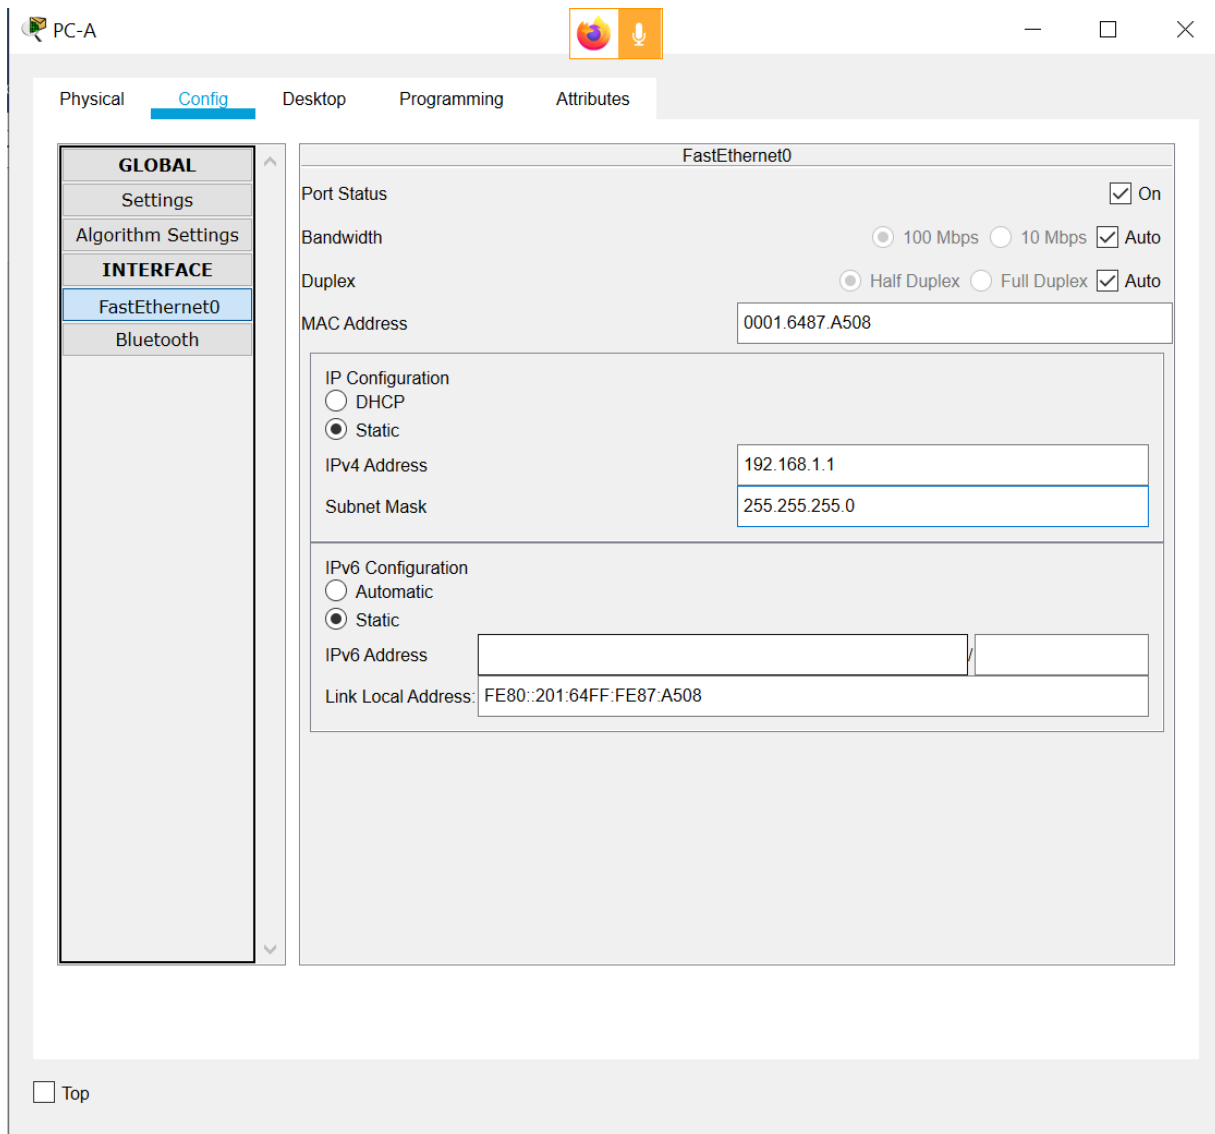 PC-A
Physical Config Desktop Programming Attributes
GLOBAL
Settings
Algorithm Settings
INTERFACE
FastEthernet0
Bluetooth
FastEthernet0
Port Status On
Bandwidth 100 Mbps 10 Mbps Auto
Duplex Half Duplex Full Duplex Auto
MAC Address 0001.6487.A508
IP Configuration
DHCP
Static
IPv4 Address 192.168.1.1
Subnet Mask 255.255.255.0
IPv6 Configuration
Automatic
Static
IPv6 Address /
Link Local Address: FE80::201:64FF:FE87:A508
Top